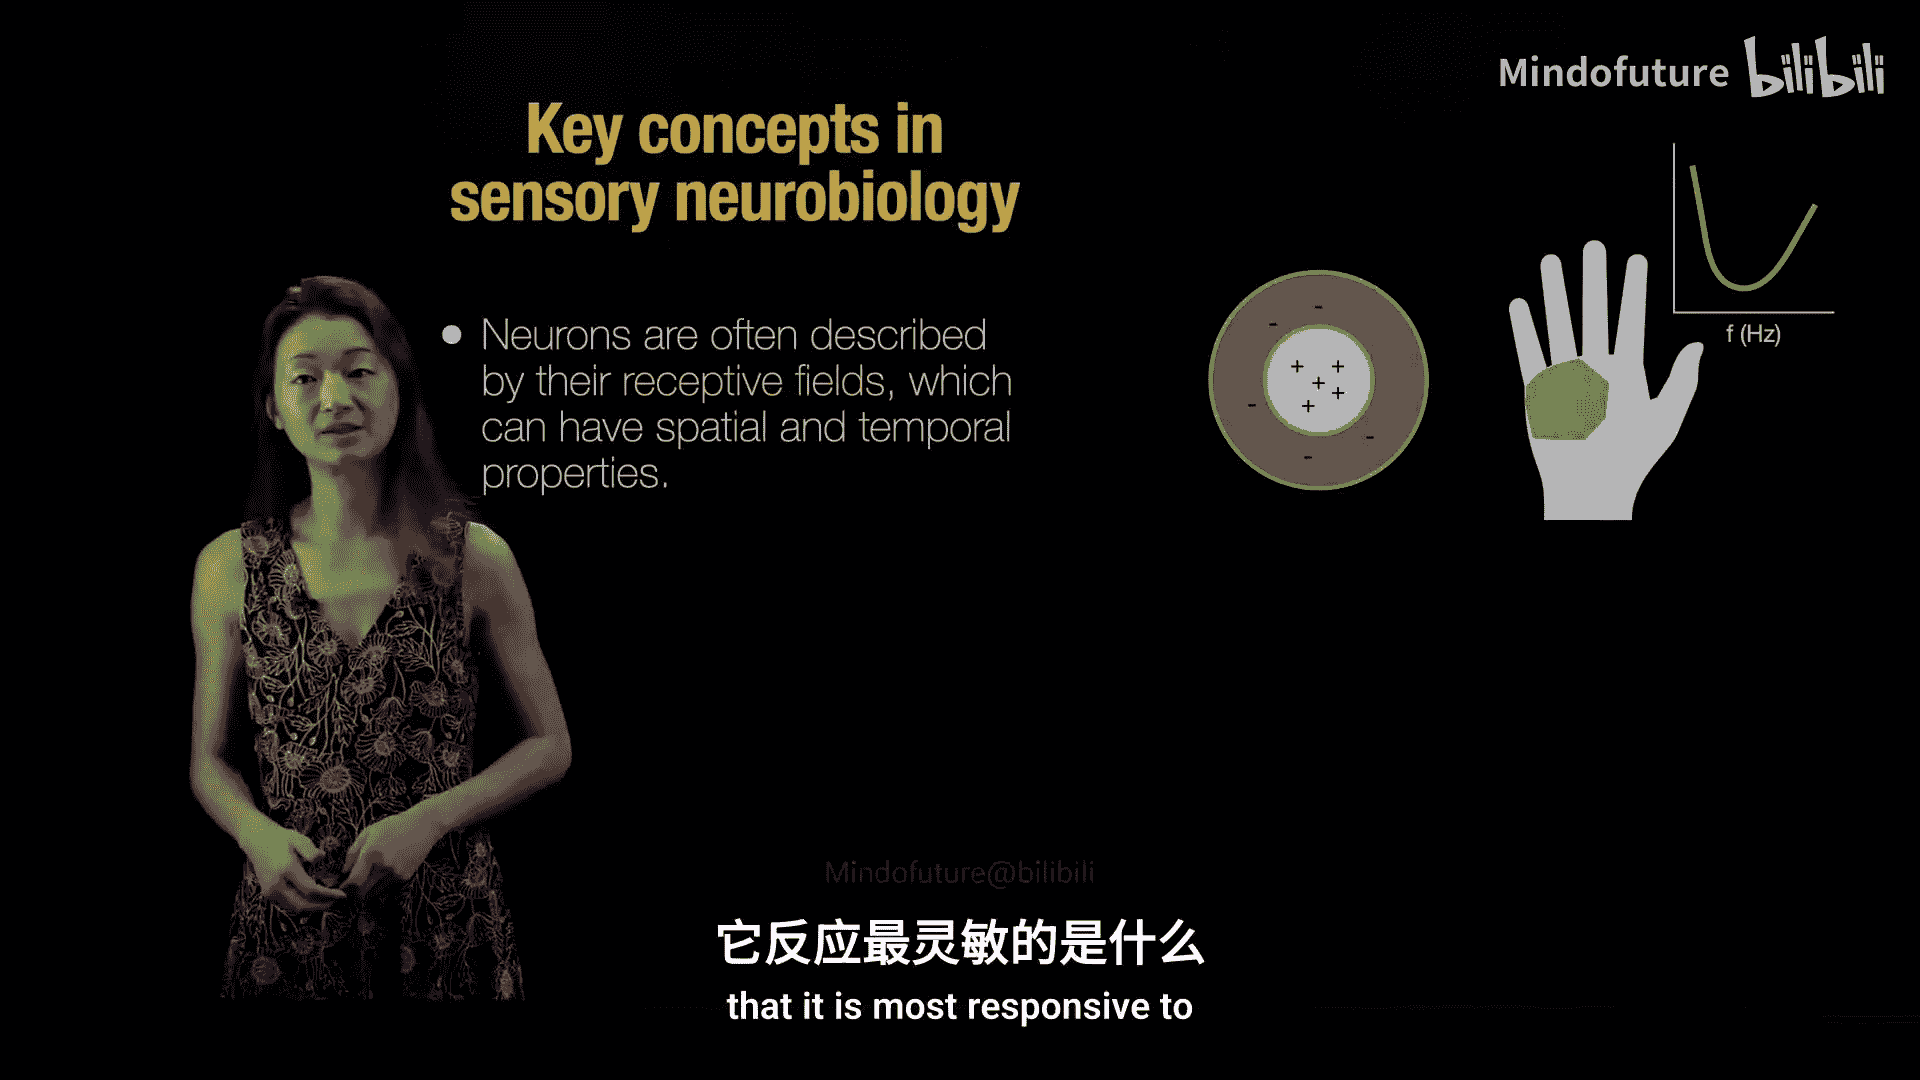 Mindofuture bilibili
Key concepts in
sensory neurobiology
Neurons are often described
by their receptive fields, which
can have spatial and temporal
properties.
f (Hz)
Mindofuture@bilibili
它反应最灵敏的是什么
that it is most responsive to